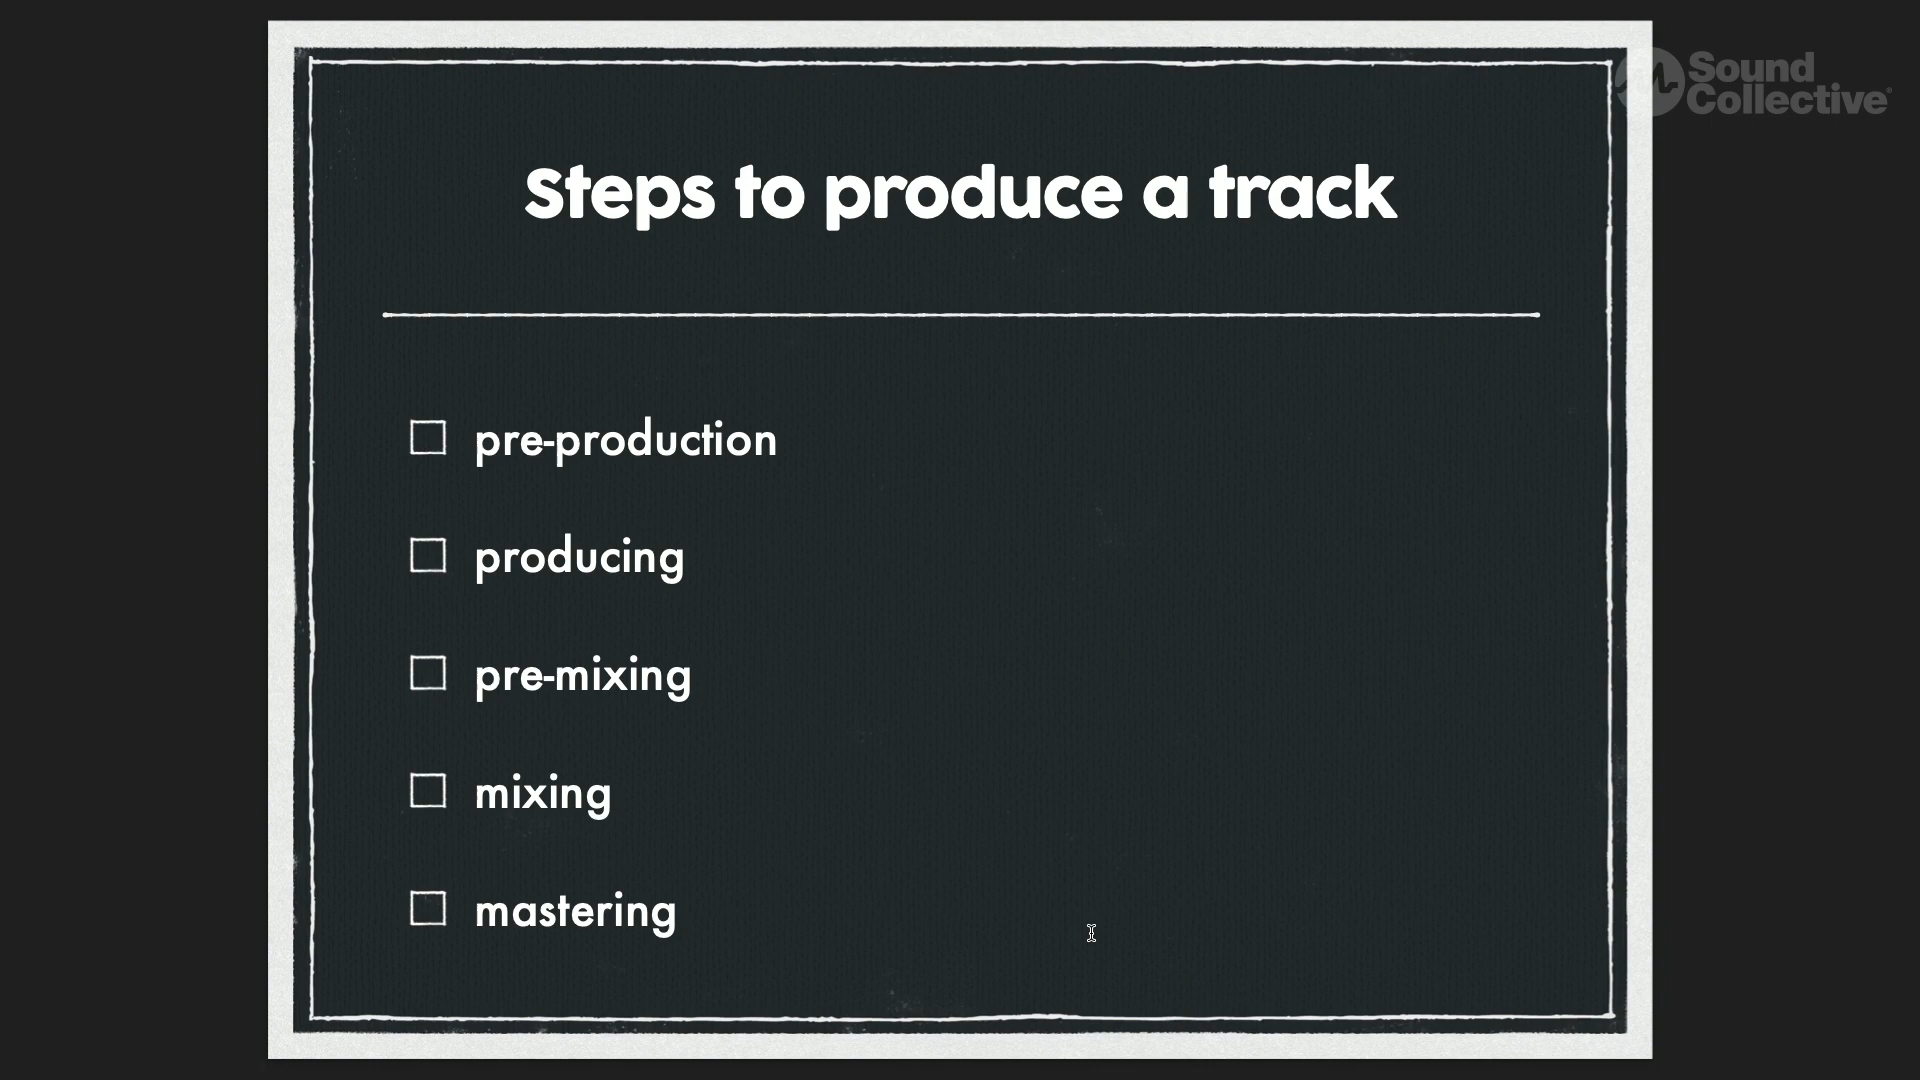 Sound
Collective
Steps to produce a track
pre-production
producing
pre-mixing
mixing
mastering